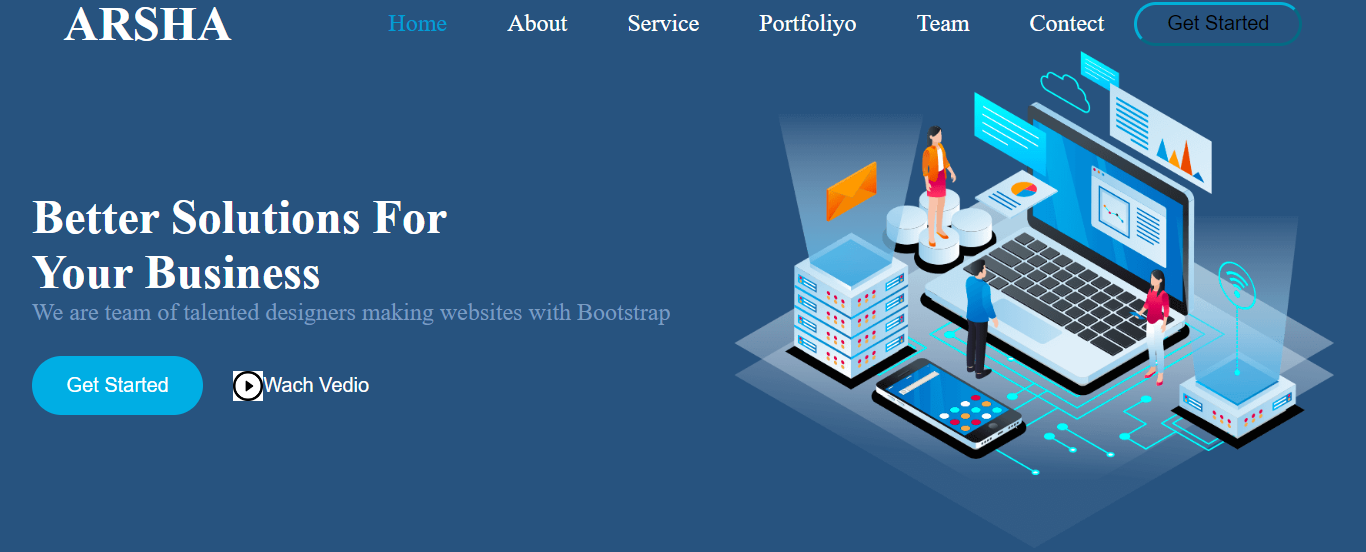 ARSHA
Home About Service Portfoliyo Team Contect Get Started
Better Solutions For
Your Business
We are team of talented designers making websites with Bootstrap
Get Started Wach Vedio